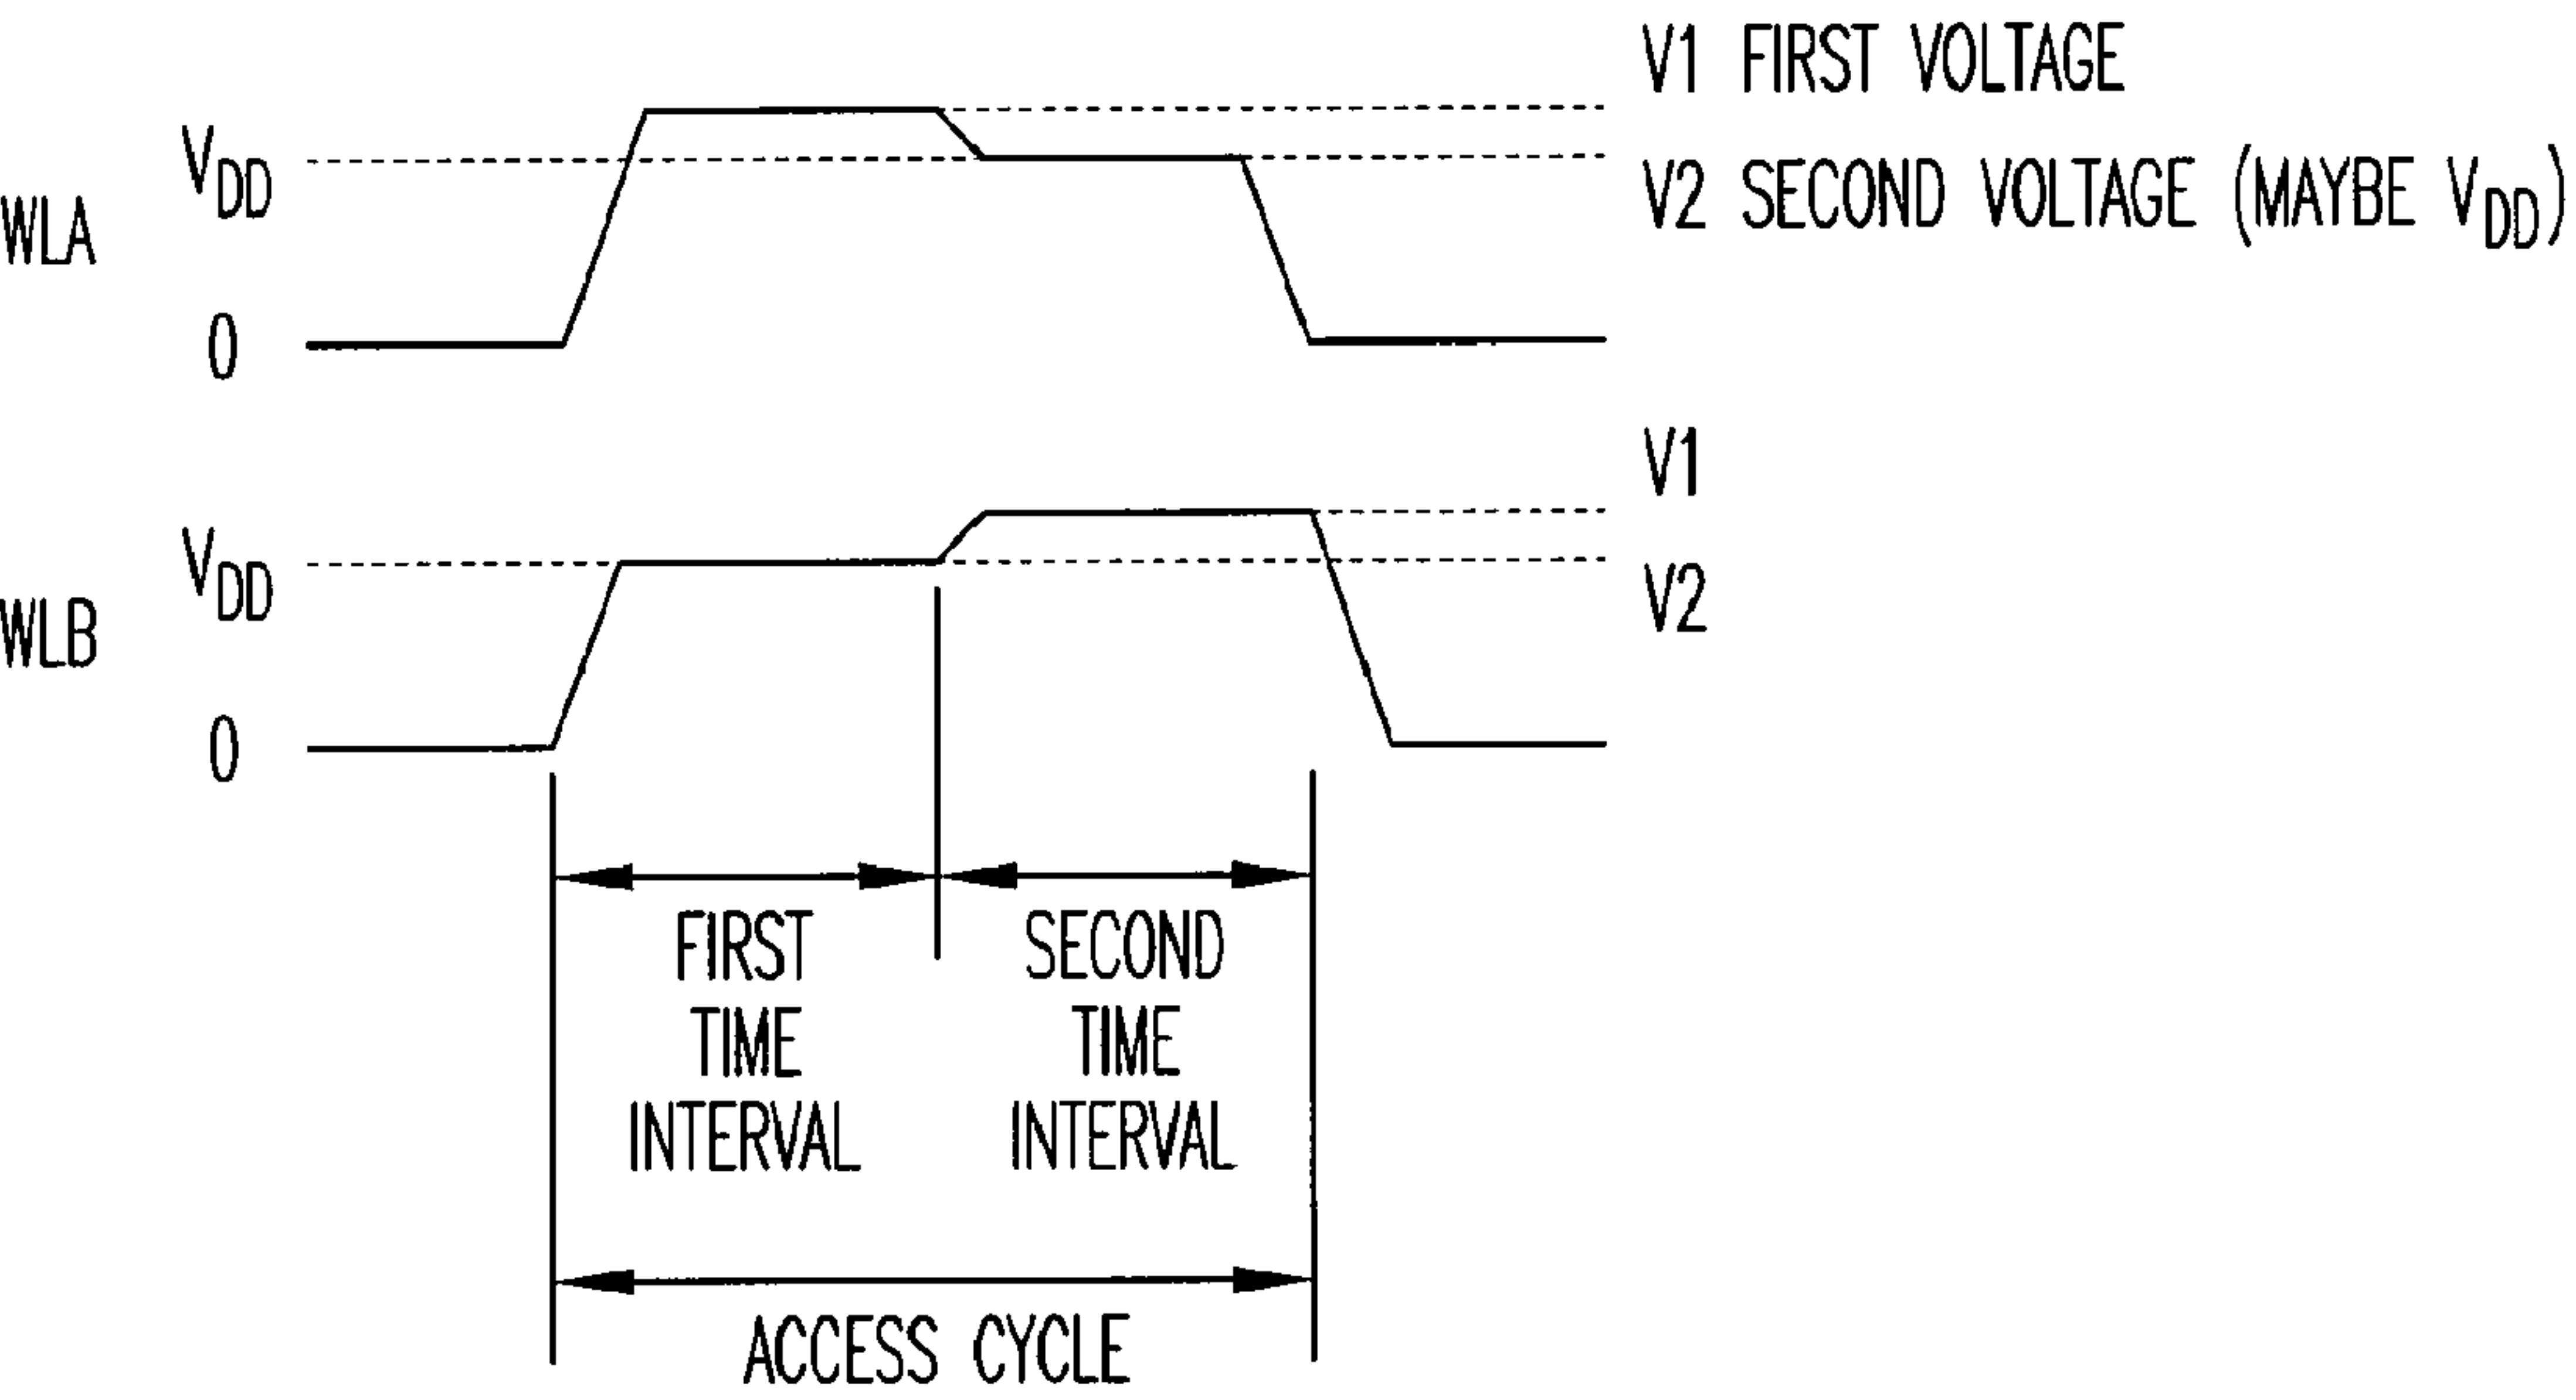 V1 FIRST VOLTAGE
VDD
V2 SECOND VOLTAGE (MAYBE VDD)
WLA
0
V1
VDD
V2
WLB
0
FIRST TIME INTERVAL
SECOND TIME INTERVAL
ACCESS CYCLE